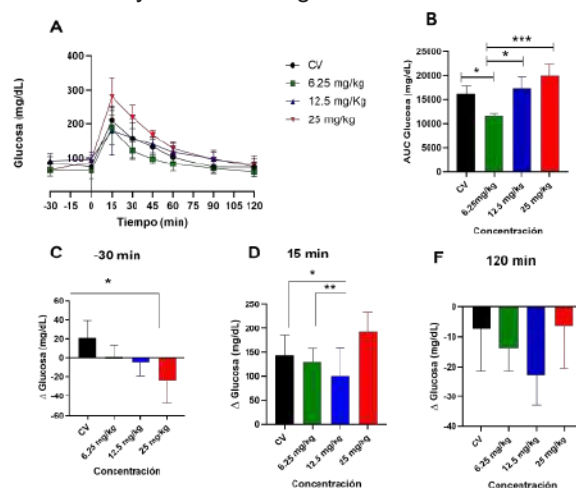 A
Glucosa (mg/dL)
400
300
200
100
-30 -15 0 15 30 45 60 75 90 105 120
Tiempo (min)
CV
6.25 mg/kg
12.5 mg/Kg
25 mg/kg
B
AUC Glucosa (mg/dL)
25000
20000
15000
10000
5000
0
* * ***
CV
6.25mg/kg
12.5 mg/kg
25 mg/kg
Concentración
C
-30 min
Δ Glucosa (mg/dL)
60
40
20
0
-20
-40
-60
*
CV
6.25 mg/kg
12.5 mg/kg
25 mg/kg
Concentración
D
15 min
Δ Glucosa (mg/dL)
250
200
150
100
50
0
*
**
CV
6.25 mg/kg
12.5 mg/kg
25 mg/kg
Concentración
F
120 min
Δ Glucosa (mg/dL)
0
-10
-20
-30
-40
CV
6.25 mg/kg
12.5 mg/kg
25 mg/kg
Concentración